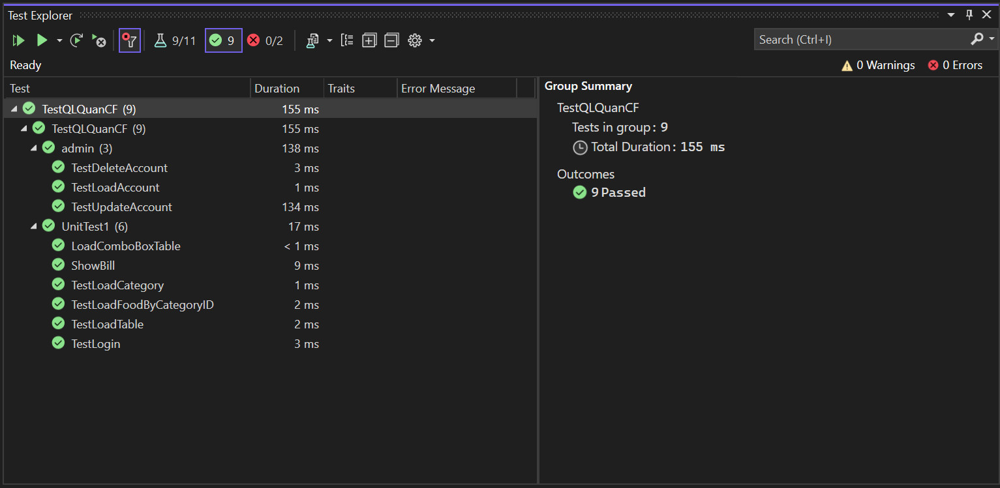 Test Explorer
9/11 9 0/2
Search (Ctrl+I)
Ready
0 Warnings 0 Errors
Test Duration Traits Error Message
TestQLQuanCF (9) 155 ms
TestQLQuanCF (9) 155 ms
admin (3) 138 ms
TestDeleteAccount 3 ms
TestLoadAccount 1 ms
TestUpdateAccount 134 ms
UnitTest1 (6) 17 ms
LoadComboBoxTable < 1 ms
ShowBill 9 ms
TestLoadCategory 1 ms
TestLoadFoodByCategoryID 2 ms
TestLoadTable 2 ms
TestLogin 3 ms
Group Summary
TestQLQuanCF
Tests in group: 9
Total Duration: 155 ms
Outcomes
9 Passed